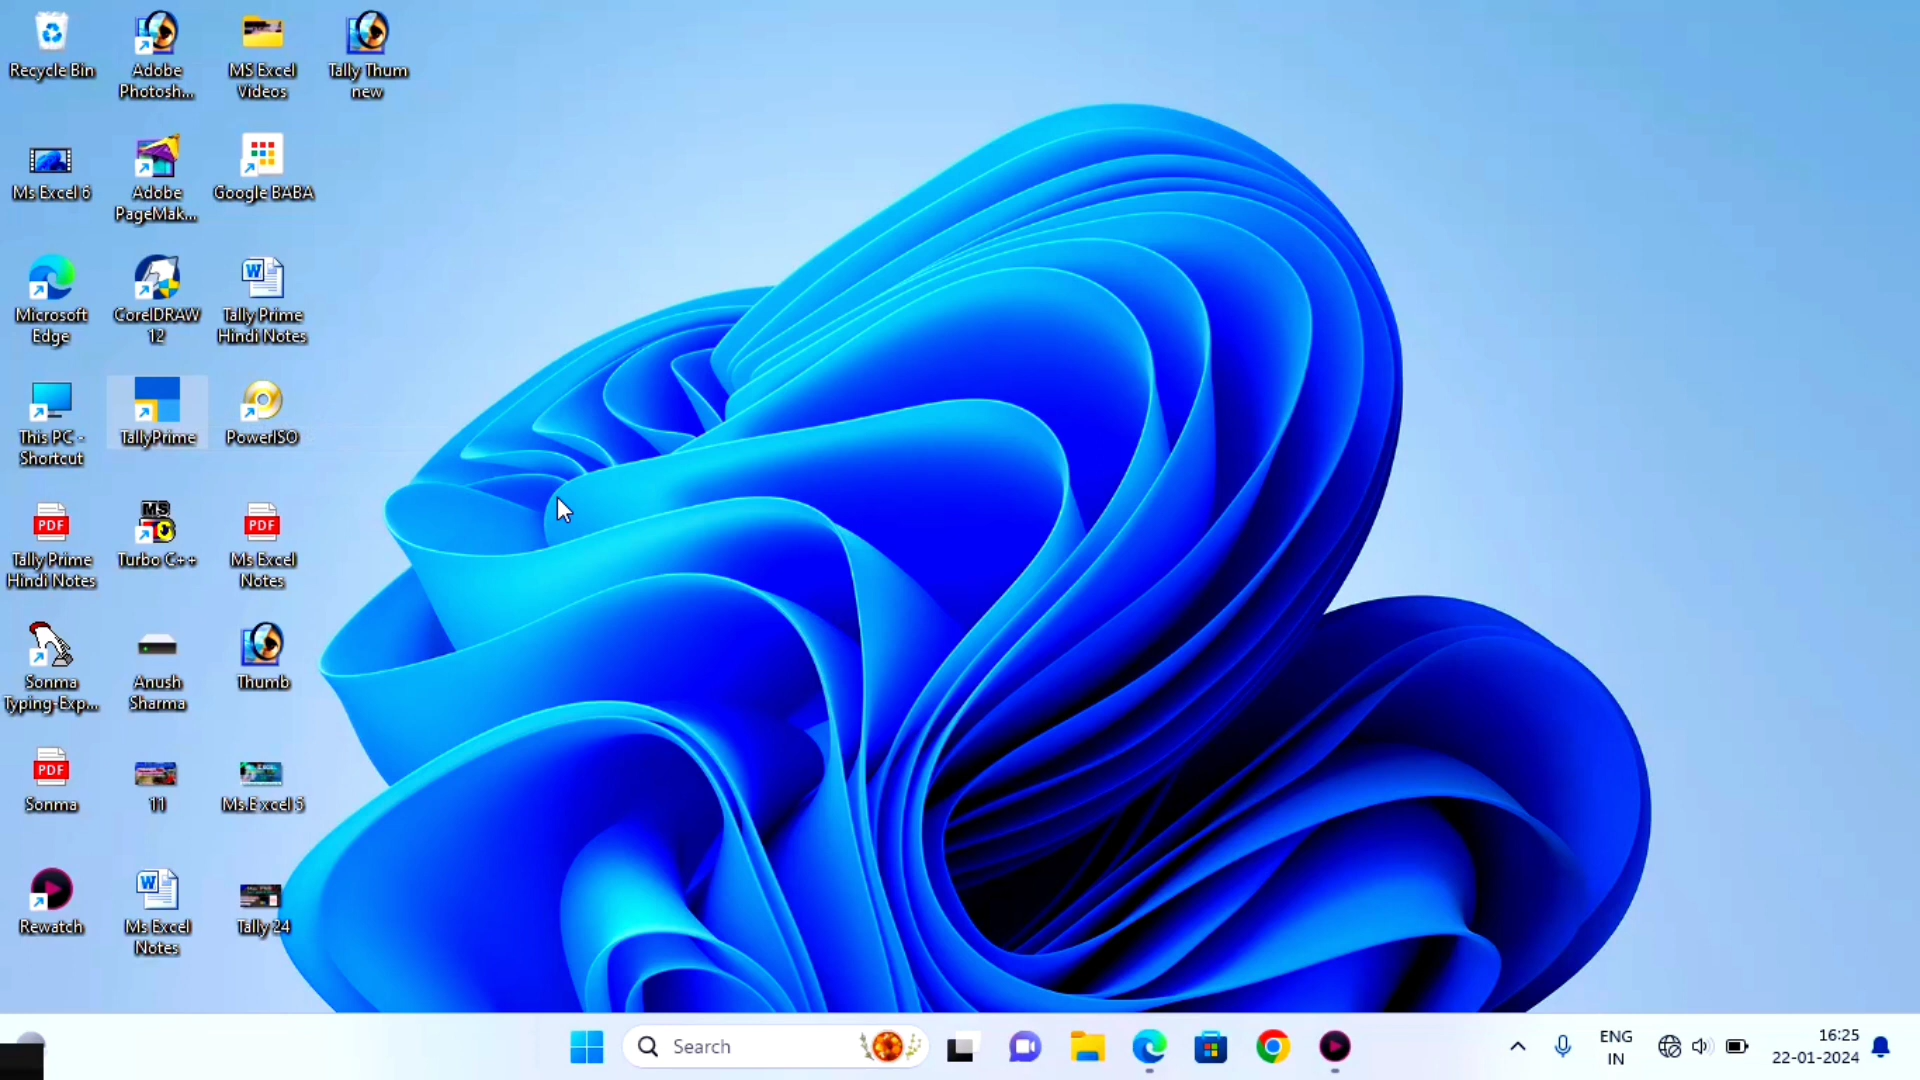 Recycle Bin
Adobe
Photosh...
MS Excel
Videos
Tally Thum
new
Ms Excel 6
Adobe
PageMak...
Google BABA
Microsoft
Edge
CorelDRAW
12
W
Tally Prime
Hindi Notes
This PC -
Shortcut
TallyPrime
PowerISO
PDF
Tally Prime
Hindi Notes
MS
Turbo C++
PDF
Ms Excel
Notes
Sonma
Typing-Exp...
Anush
Sharma
Thumb
PDF
Sonma
11
Ms.Excel 5
Rewatch
W
Ms Excel
Notes
Tally 24
Search
ENG
IN
16:25
22-01-2024